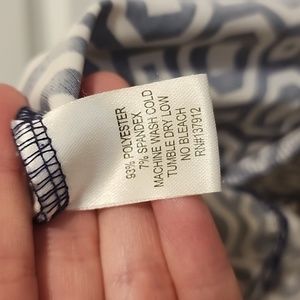 93% POLYESTER
7% SPANDEX
MACHINE WASH COLD
TUMBLE DRY LOW
NO BLEACH
RN#137912